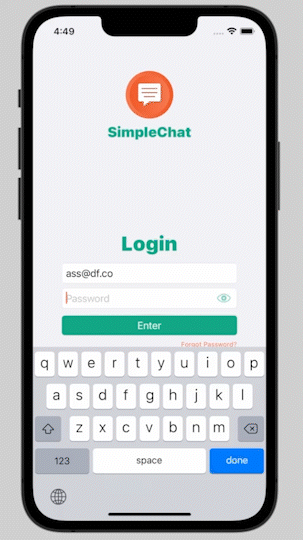 4:49
SimpleChat
Login
ass@df.co
Password
Enter
Forgot Password?
q w e r t y u i o p
a s d f g h j k l
z x c v b n m
123 space done